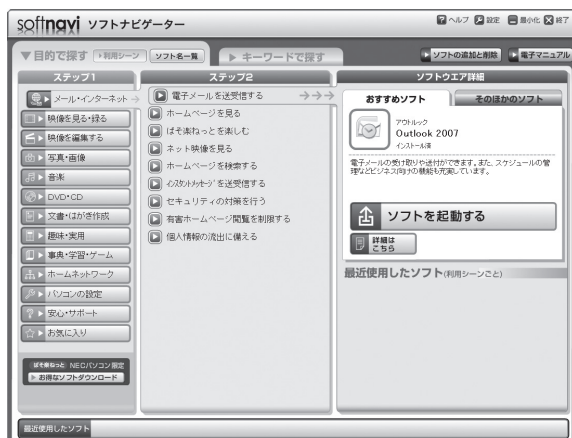 softnavi ソフトナビゲーター
ヘルプ 設定 最小化 終了
▼目的で探す ▶利用シーン ソフト名一覧 ▶ キーワードで探す ソフトの追加と削除 電子マニュアル
ステップ1
メール・インターネット
映像を見る・録る
映像を編集する
写真・画像
音楽
DVD・CD
文書・はがき作成
趣味・実用
事典・学習・ゲーム
ホームネットワーク
パソコンの設定
安心・サポート
お気に入り
ぱそ楽ねっと NECパソコン限定
お得なソフトダウンロード
ステップ2
電子メールを送受信する →→→
ホームページを見る
ぱそ楽ねっとを楽しむ
ネット映像を見る
ホームページを検索する
インスタントメッセージを送受信する
セキュリティの対策を行う
有害ホームページ閲覧を制限する
個人情報の流出に備える
ソフトウエア詳細
おすすめソフト そのほかのソフト
アウトルック
Outlook 2007
インストール済
電子メールの受け取りや送付ができます。また、スケジュールの管
理などビジネス向けの機能も充実しています。
ソフトを起動する
詳細は
こちら
最近使用したソフト(利用シーンごと)
最近使用したソフト